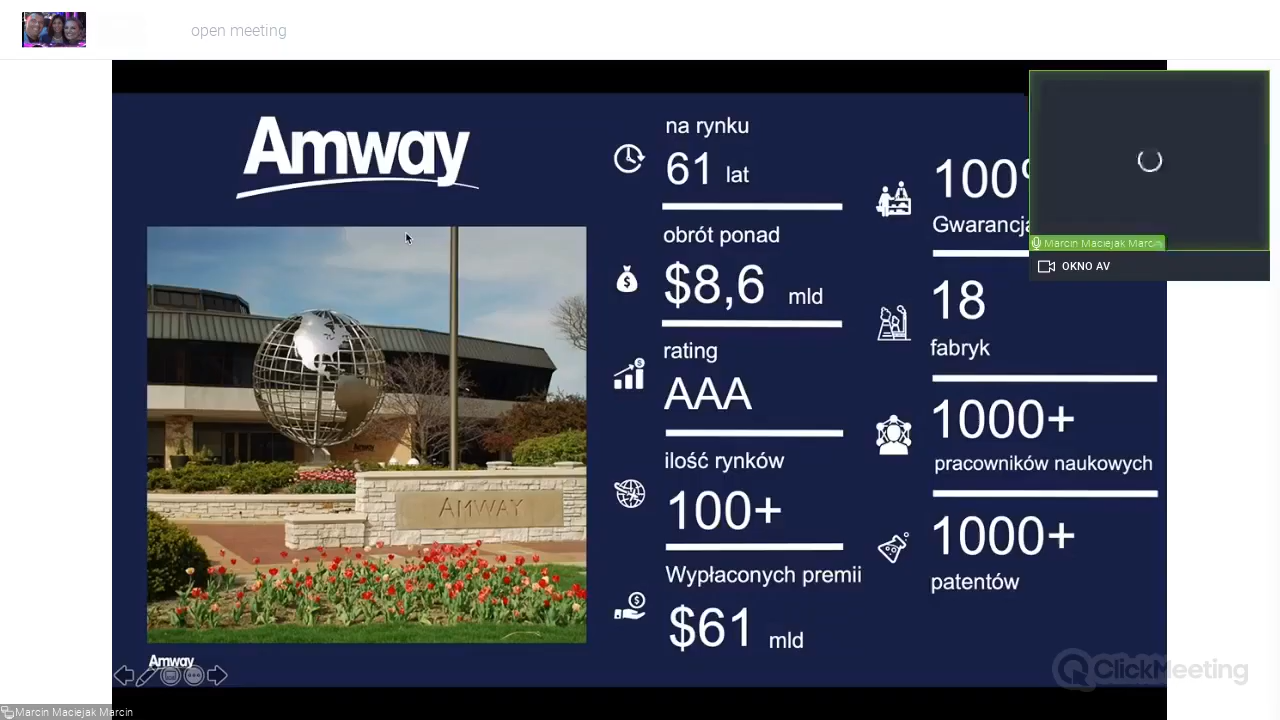 open meeting
Amway
na rynku
61 lat
obrót ponad
$8,6 mld
rating
AAA
ilość rynków
100+
Wypłaconych premii
$61 mld
100%
Gwarancja
18
fabryk
1000+
pracowników naukowych
1000+
patentów
Marcin Maciejak Marcin
OKNO AV
AMWAY
Amway
ClickMeeting
Marcin Maciejak Marcin